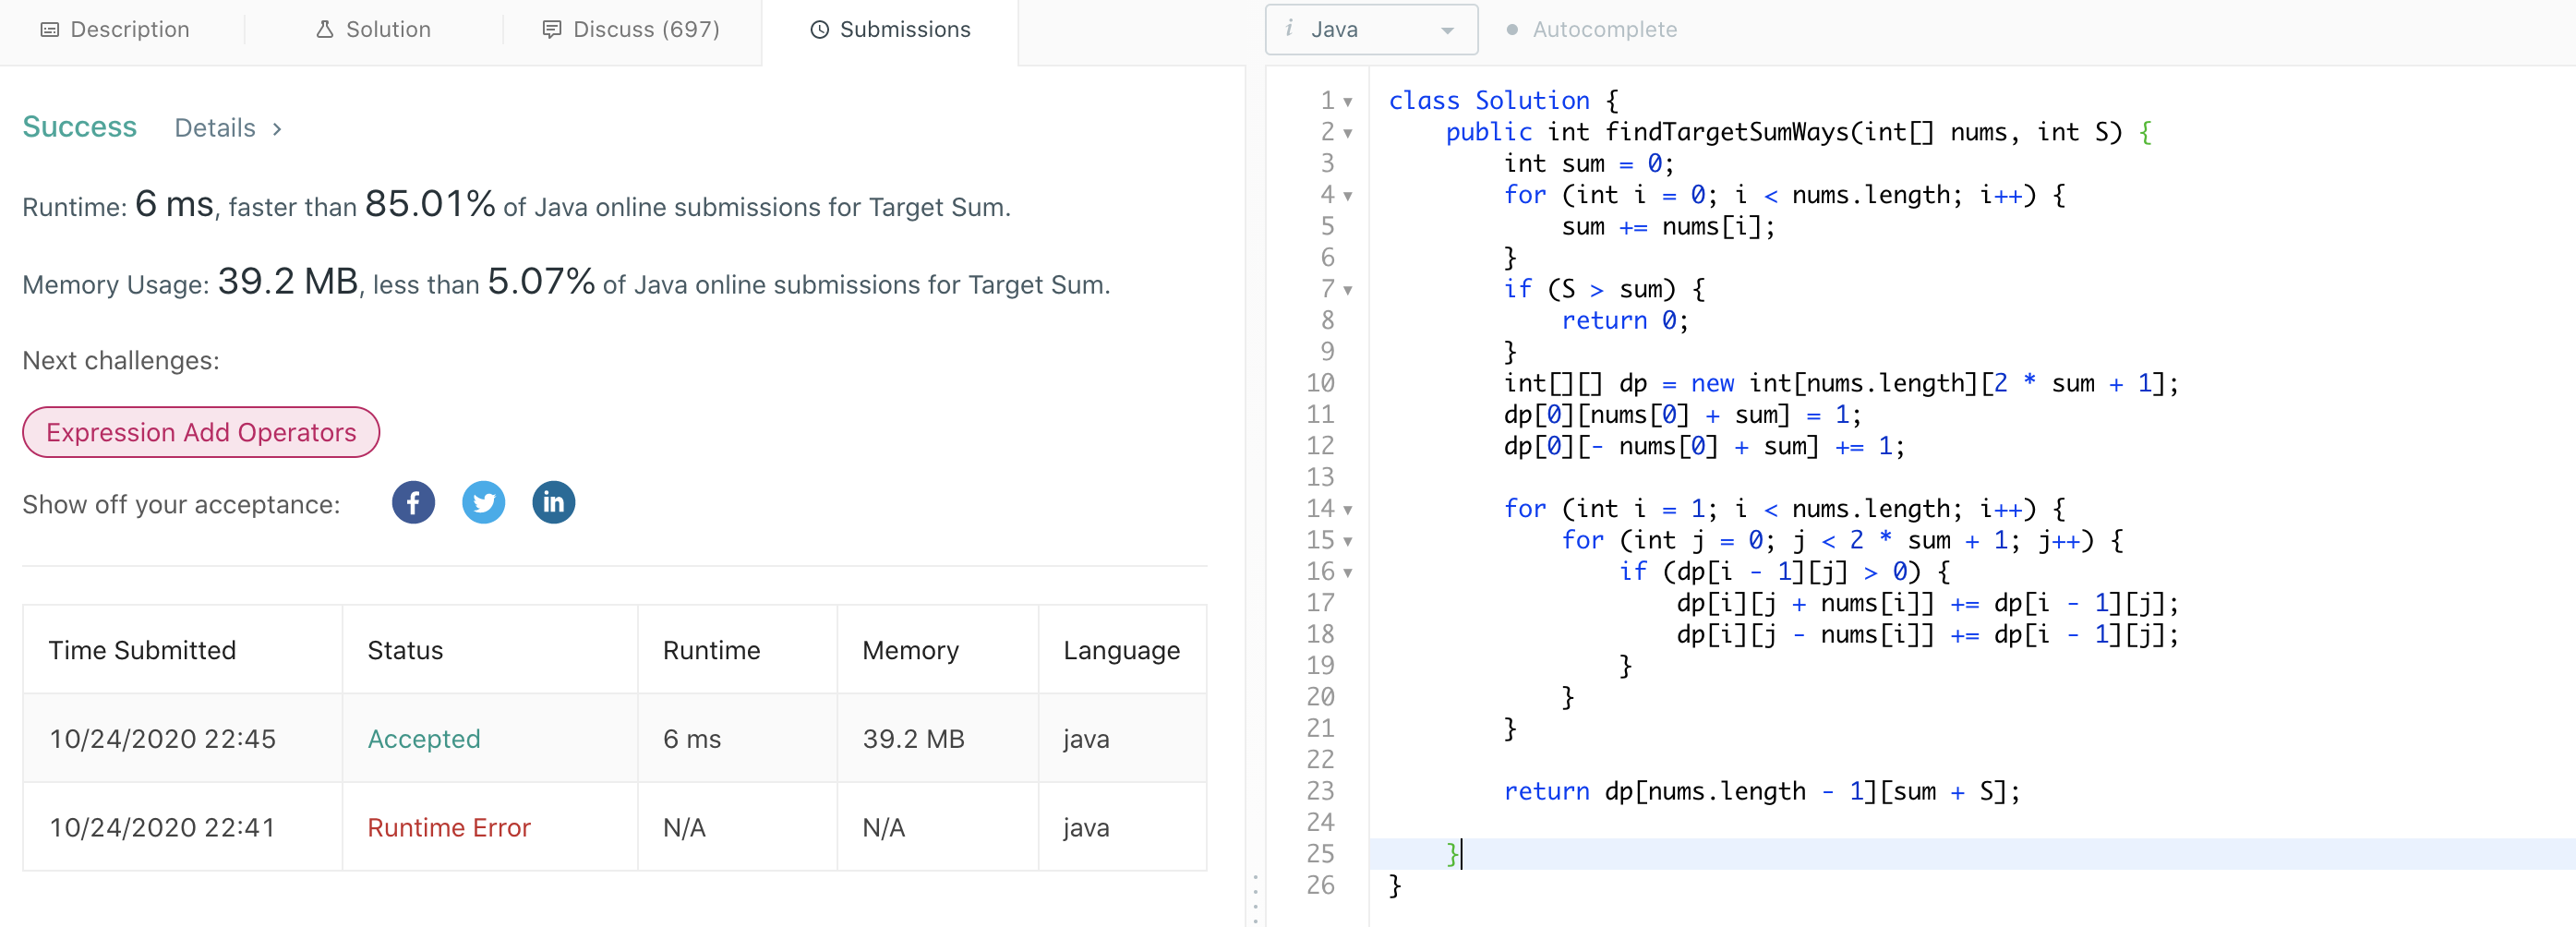 Description
Solution
Discuss (697)
Submissions
Success Details >
Runtime: 6 ms, faster than 85.01% of Java online submissions for Target Sum.
Memory Usage: 39.2 MB, less than 5.07% of Java online submissions for Target Sum.
Next challenges:
Expression Add Operators
Show off your acceptance:
Time Submitted Status Runtime Memory Language
10/24/2020 22:45 Accepted 6 ms 39.2 MB java
10/24/2020 22:41 Runtime Error N/A N/A java
i Java
Autocomplete
1 class Solution {
2 public int findTargetSumWays(int[] nums, int S) {
3 int sum = 0;
4 for (int i = 0; i < nums.length; i++) {
5 sum += nums[i];
6 }
7 if (S > sum) {
8 return 0;
9 }
10 int[][] dp = new int[nums.length][2 * sum + 1];
11 dp[0][nums[0] + sum] = 1;
12 dp[0][- nums[0] + sum] += 1;
13
14 for (int i = 1; i < nums.length; i++) {
15 for (int j = 0; j < 2 * sum + 1; j++) {
16 if (dp[i - 1][j] > 0) {
17 dp[i][j + nums[i]] += dp[i - 1][j];
18 dp[i][j - nums[i]] += dp[i - 1][j];
19 }
20 }
21 }
22
23 return dp[nums.length - 1][sum + S];
24
25 }
26 }